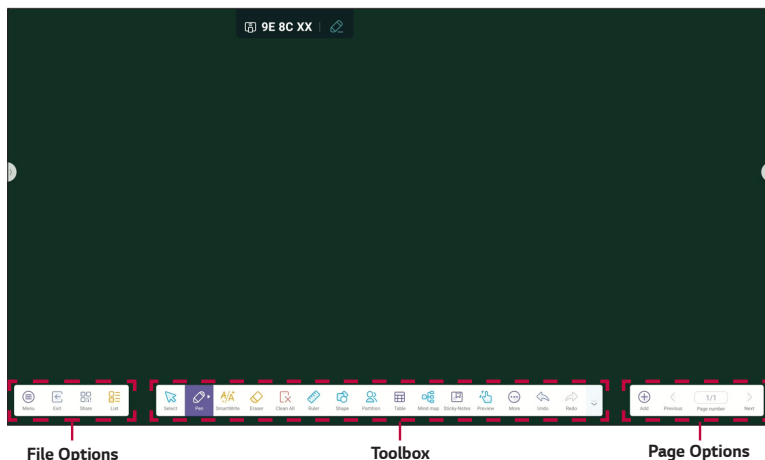 9E 8C XX
Menu Exit Share List
Select Pen SmartWrite Eraser Clean All Ruler Shape Partition Table Mind map Sticky-Notes Preview More Undo Redo
Add Previous 1/1 Page number Next
File Options Toolbox Page Options